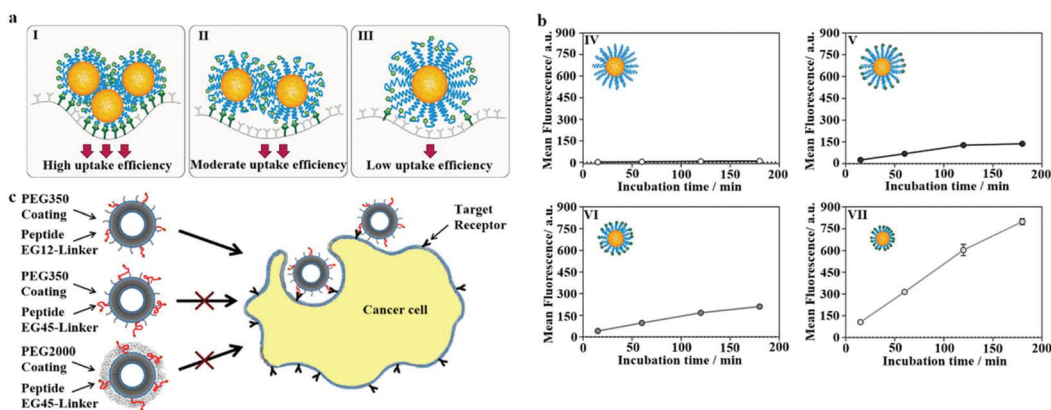 a
I
II
III
High uptake efficiency
Moderate uptake efficiency
Low uptake efficiency
c
PEG350
Coating
Peptide
EG12-Linker
PEG350
Coating
Peptide
EG45-Linker
PEG2000
Coating
Peptide
EG45-Linker
Target
Receptor
Cancer cell
b
IV
Mean Fluorescence/ a.u.
900
750
600
450
300
150
0
0 50 100 150 200
Incubation time / min
V
Mean Fluorescence/ a.u.
900
750
600
450
300
150
0
0 50 100 150 200
Incubation time / min
VI
Mean Fluorescence/ a.u.
900
750
600
450
300
150
0
0 50 100 150 200
Incubation time / min
VII
Mean Fluorescence/ a.u.
900
750
600
450
300
150
0
0 50 100 150 200
Incubation time / min